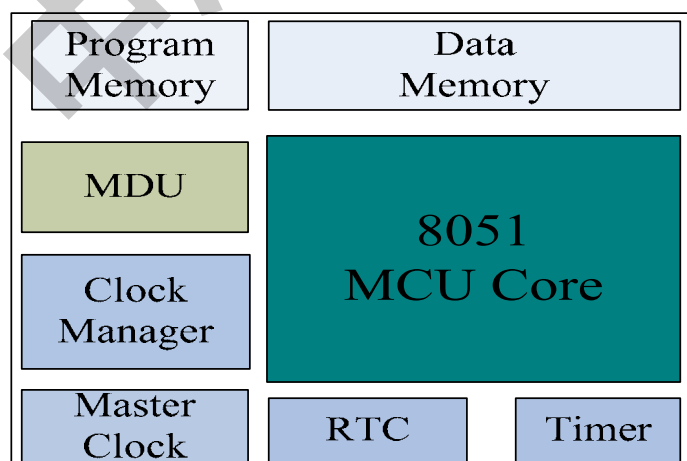 Program
Memory
Data
Memory
MDU
8051
MCU Core
Clock
Manager
Master
Clock
RTC
Timer